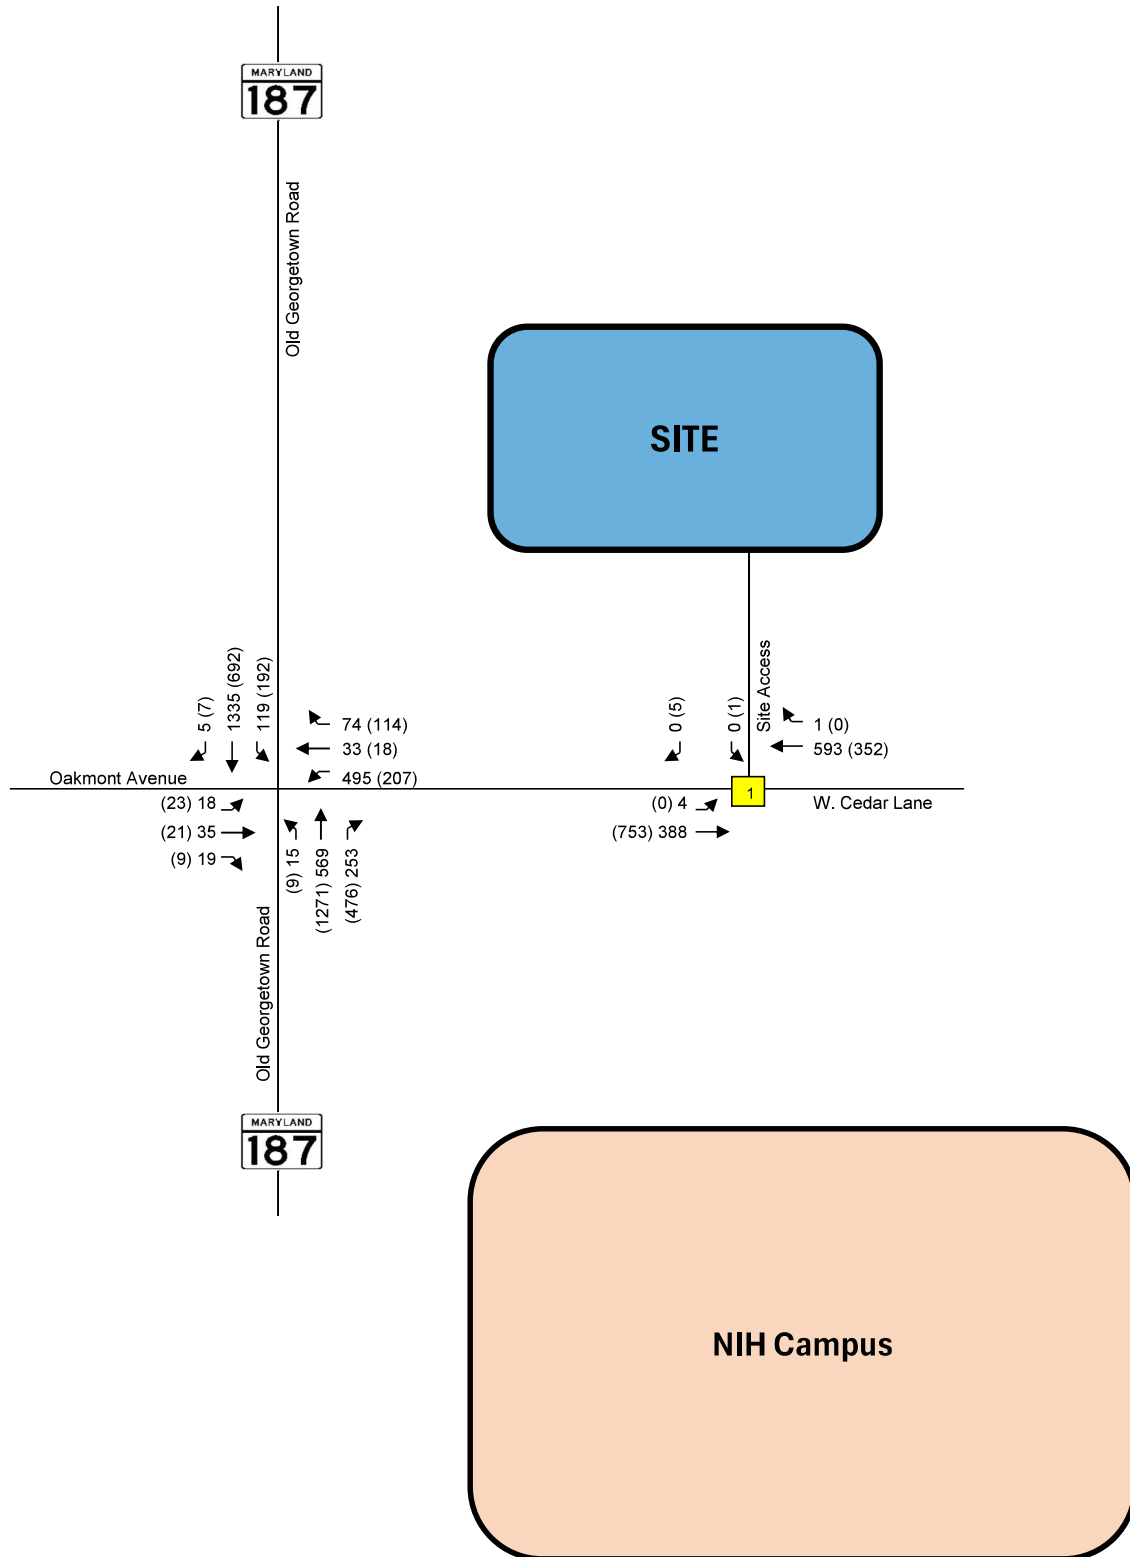 MARYLAND
187
Old Georgetown Road
SITE
5 (7)
1335 (692)
119 (192)
74 (114)
33 (18)
495 (207)
Oakmont Avenue
(23) 18
(21) 35
(9) 19
(9) 15
(1271) 569
(476) 253
0 (5)
0 (1)
Site Access
1 (0)
593 (352)
1
W. Cedar Lane
(0) 4
(753) 388
Old Georgetown Road
MARYLAND
187
NIH Campus